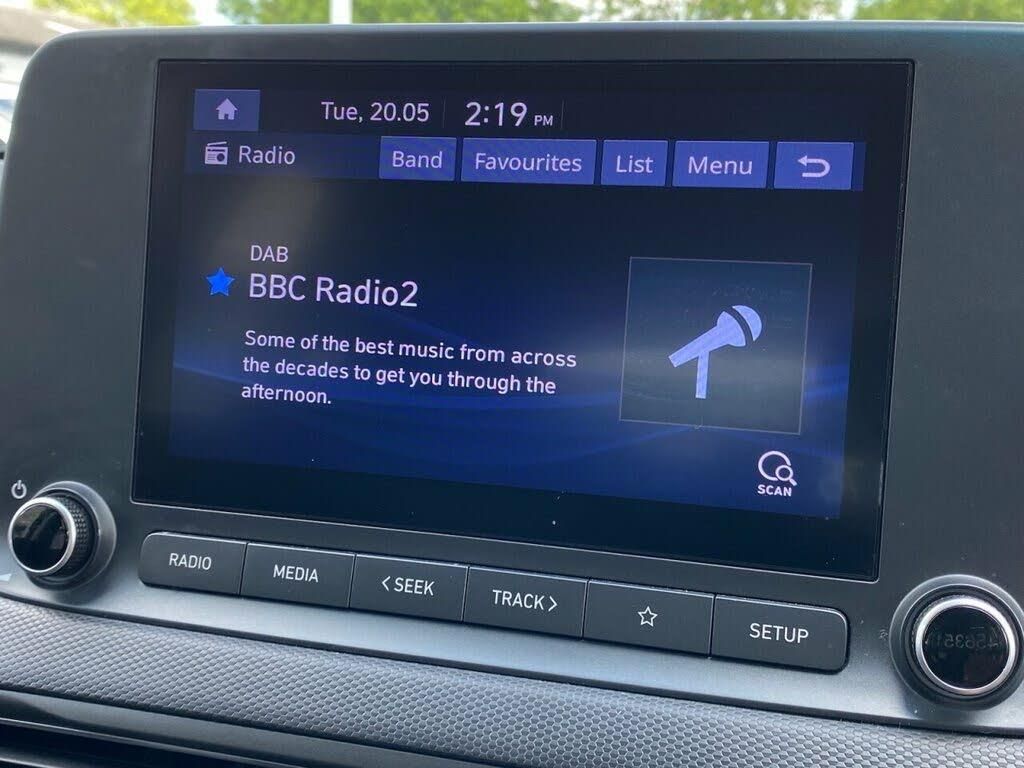 Tue, 20.05 2:19 PM
Radio Band Favourites List Menu
DAB
BBC Radio2
Some of the best music from across
the decades to get you through the
afternoon.
SCAN
RADIO MEDIA <SEEK TRACK> SETUP